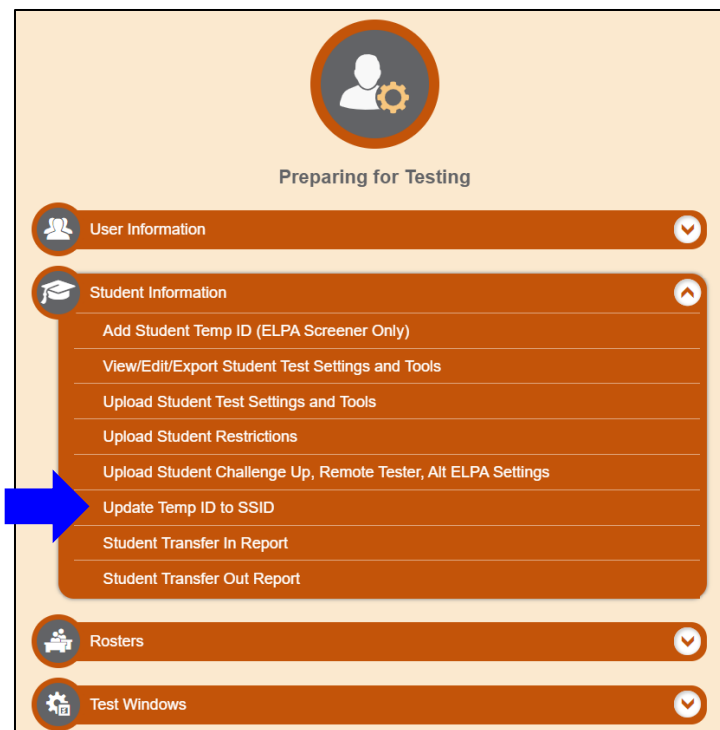 Preparing for Testing
User Information
Student Information
Add Student Temp ID (ELPA Screener Only)
View/Edit/Export Student Test Settings and Tools
Upload Student Test Settings and Tools
Upload Student Restrictions
Upload Student Challenge Up, Remote Tester, Alt ELPA Settings
Update Temp ID to SSID
Student Transfer In Report
Student Transfer Out Report
Rosters
Test Windows